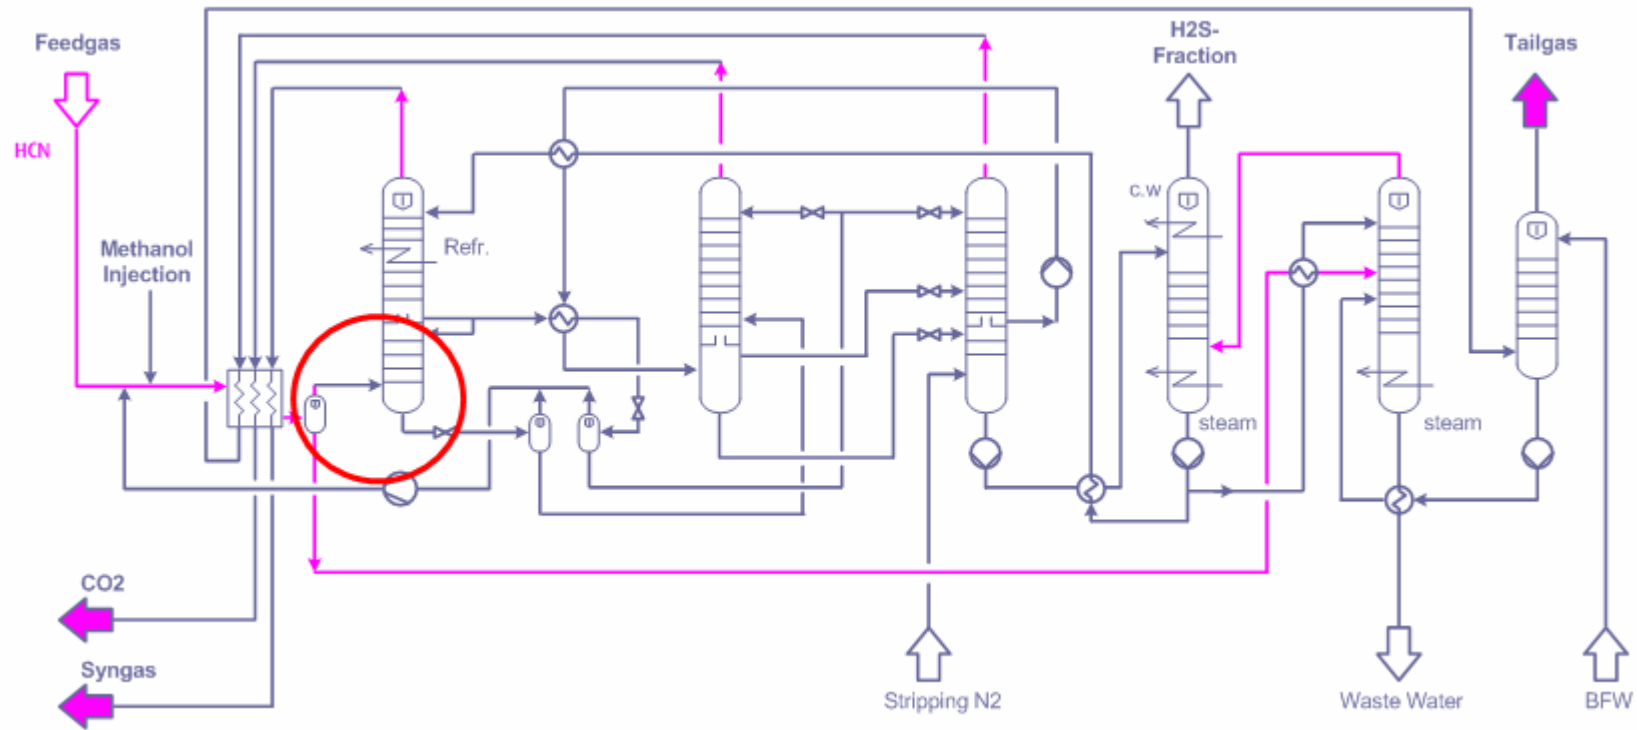 Feedgas
H2S-
Fraction
Tailgas
HCN
c.w
Methanol
Injection
Refr.
steam
steam
CO2
Syngas
Stripping N2
Waste Water
BFW